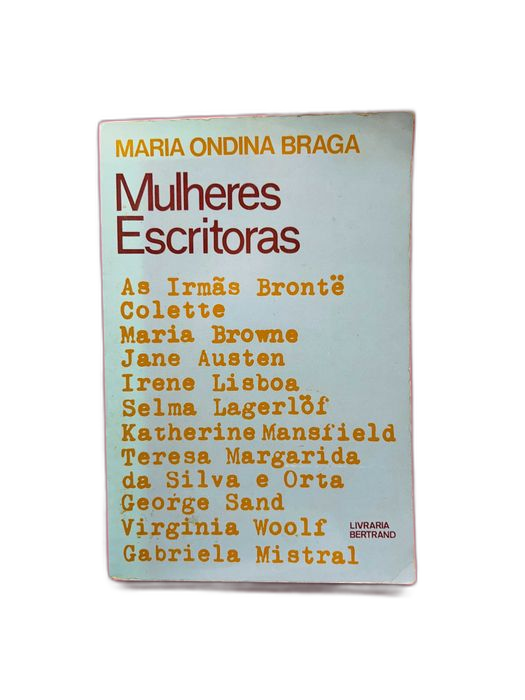 MARIA ONDINA BRAGA
Mulheres
Escritoras
As Irmãs Brontë
Colette
Maria Browne
Jane Austen
Irene Lisboa
Selma Lagerlöf
Katherine Mansfield
Teresa Margarida
da Silva e Orta
George Sand
Virginia Woolf
Gabriela Mistral
LIVRARIA
BERTRAND